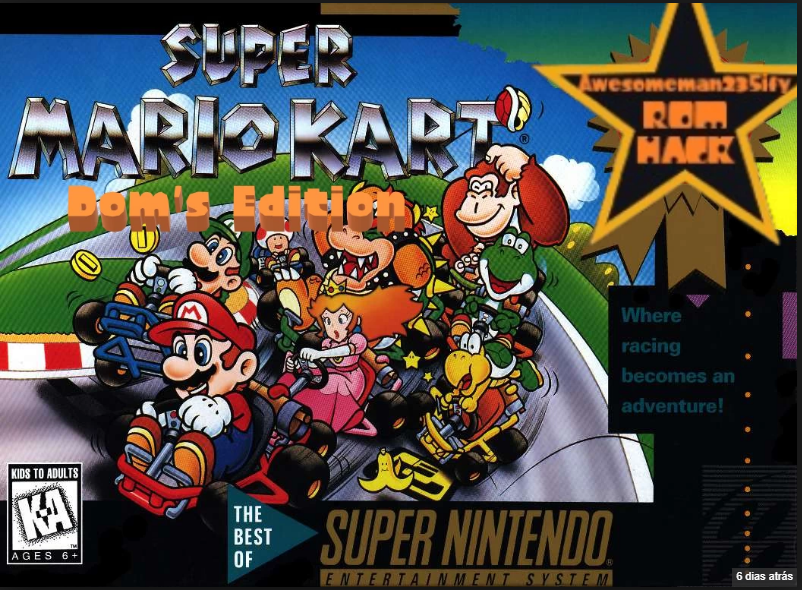 SUPER
MARIO KART®
Dom's Edition
Awesomeman235ify
ROM
HACK
M
Where
racing
becomes an
adventure!
KIDS TO ADULTS
KA
AGES 6+
THE
BEST
OF
SUPER NINTENDO®
ENTERTAINMENT SYSTEM
6 dias atrás